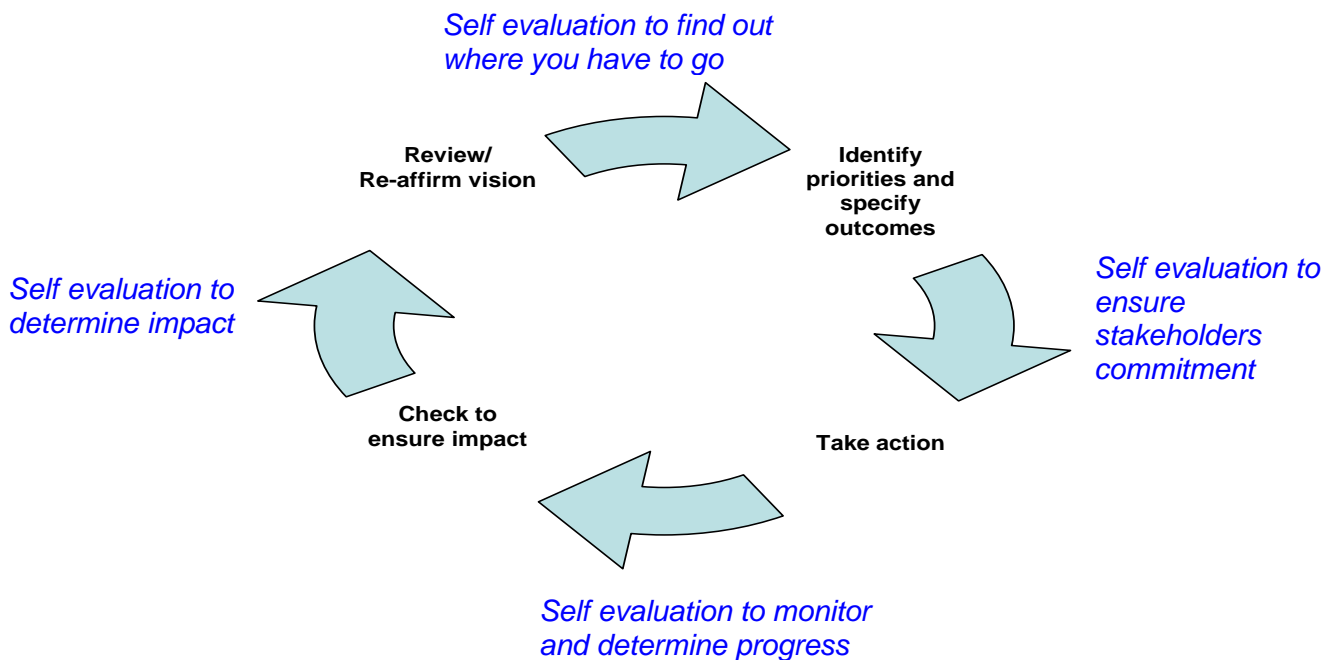 Self evaluation to find out
where you have to go
Review/
Re-affirm vision
Identify
priorities and
specify
outcomes
Self evaluation to
ensure
stakeholders
commitment
Self evaluation to
determine impact
Check to
ensure impact
Take action
Self evaluation to monitor
and determine progress